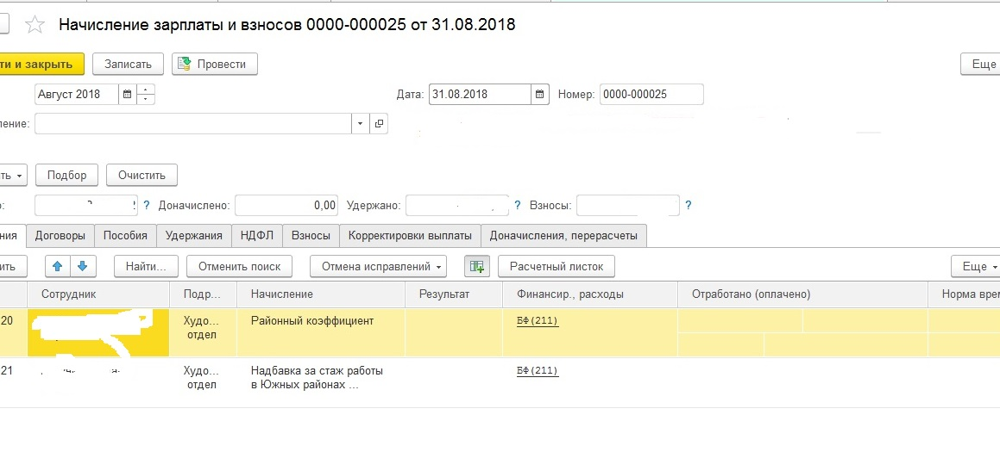 Начисление зарплаты и взносов 0000-000025 от 31.08.2018
ти и закрыть Записать Провести Еще
Август 2018 Дата: 31.08.2018 Номер: 0000-000025
ление:
ть Подбор Очистить
о: ? Доначислено: 0,00 Удержано: ? Взносы: ?
ния Договоры Пособия Удержания НДФЛ Взносы Корректировки выплаты Доначисления, перерасчеты
ить Найти... Отменить поиск Отмена исправлений Расчетный листок Еще
Сотрудник Подр... Начисление Результат Финансир., расходы Отработано (оплачено) Норма врем
20 Худо... Районный коэффициент БФ(211)
отдел
21 Худо... Надбавка за стаж работы БФ(211)
отдел в Южных районах ...